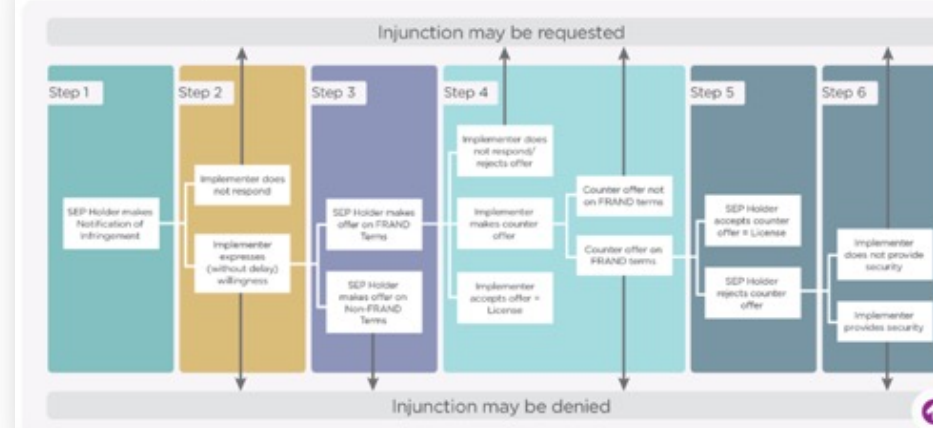 Injunction may be requested
Step 1
Step 2
Step 3
Step 4
Step 5
Step 6
SEP Holder makes
Notification of
infringement
Implementer does
not respond
Implementer
expresses
(without delay)
willingness
SEP Holder makes
offer on FRAND
Terms
SEP Holder
makes offer on
Non-FRAND
Terms
Implementer does
not respond/
rejects offer
Implementer
makes counter
offer
Implementer
accepts offer =
License
Counter offer not
on FRAND terms
Counter offer on
FRAND terms
SEP Holder
accepts counter
offer = License
SEP Holder
rejects counter
offer
Implementer
does not provide
security
Implementer
provides security
Injunction may be denied